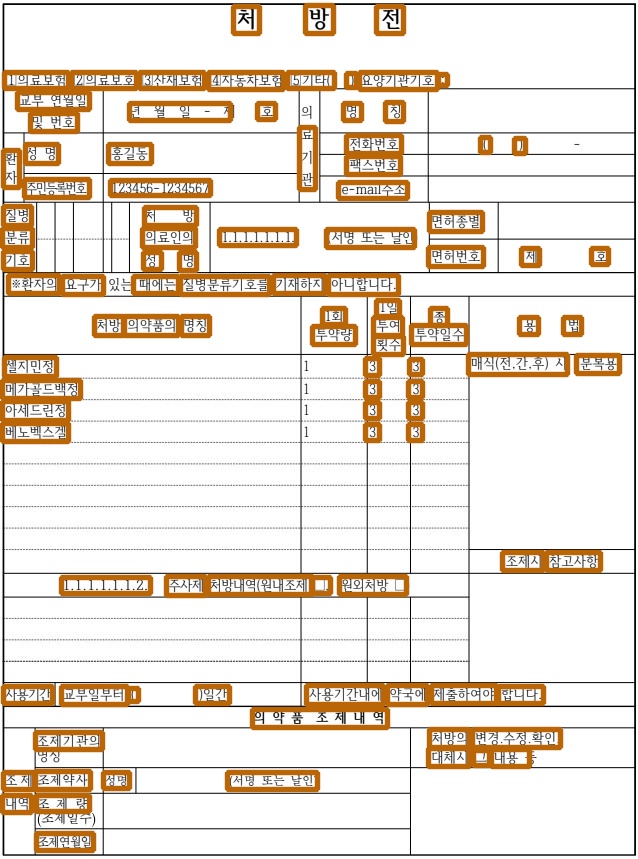 처 방 전
1의료보험 2의료보호 3산재보험 4자동차보험 5기타( ) 요양기관기호
교부 연월일
및 번호
년 월 일 - 제 호
의료기관
명 칭
전화번호
( ) -
팩스번호
e-mail주소
환자
성 명
홍길동
주민등록번호
123456-1234567
질병
분류
기호
처 방
의료인의
성 명
1.1.1.1.1.1.1.
(서명 또는 날인
면허종별
면허번호
제 호
※환자의 요구가 있는 때에는 질병분류기호를 기재하지 아니합니다.
처방 의약품의 명칭
1회
투약량
1일
투여
횟수
총
투약일수
용 법
셀지민정 1 3 3
매식(전,간,후) 시 분복용
메가골드백정 1 3 3
아세드린정 1 3 3
베노벡스겔 1 3 3
조제시 참고사항
1.1.1.1.1.1.2. 주사제 처방내역(원내조제 □, 원외처방 □
사용기간 교부일부터( )일간
사용기간내에 약국에 제출하여야 합니다.
의 약 품 조 제 내 역
조 제
내역
조제기관의
명칭
처방의 변경.수정.확인
대체시 그 내용 등
조제약사 성명
(서명 또는 날인
조 제 량
(조제일수)
조제연월일